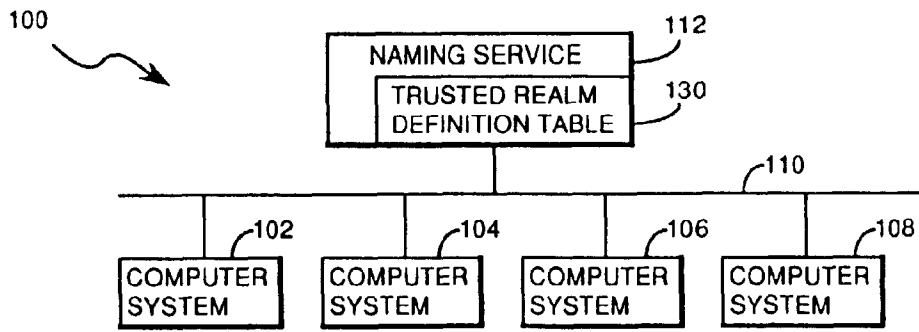 100
112
NAMING SERVICE
130
TRUSTED REALM
DEFINITION TABLE
110
102
104
106
108
COMPUTER
SYSTEM
COMPUTER
SYSTEM
COMPUTER
SYSTEM
COMPUTER
SYSTEM